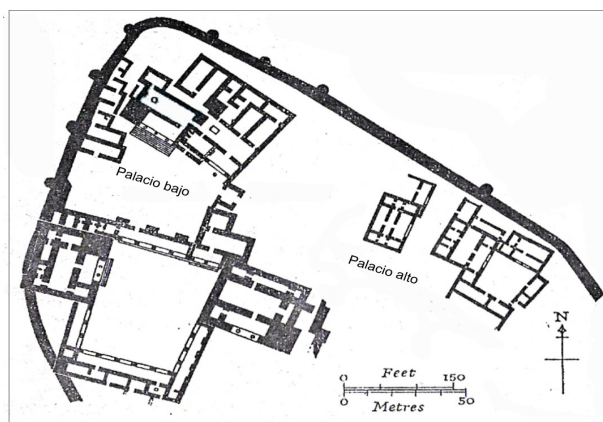 Palacio bajo
Palacio alto
N
Feet
0 150
0 50
Metres